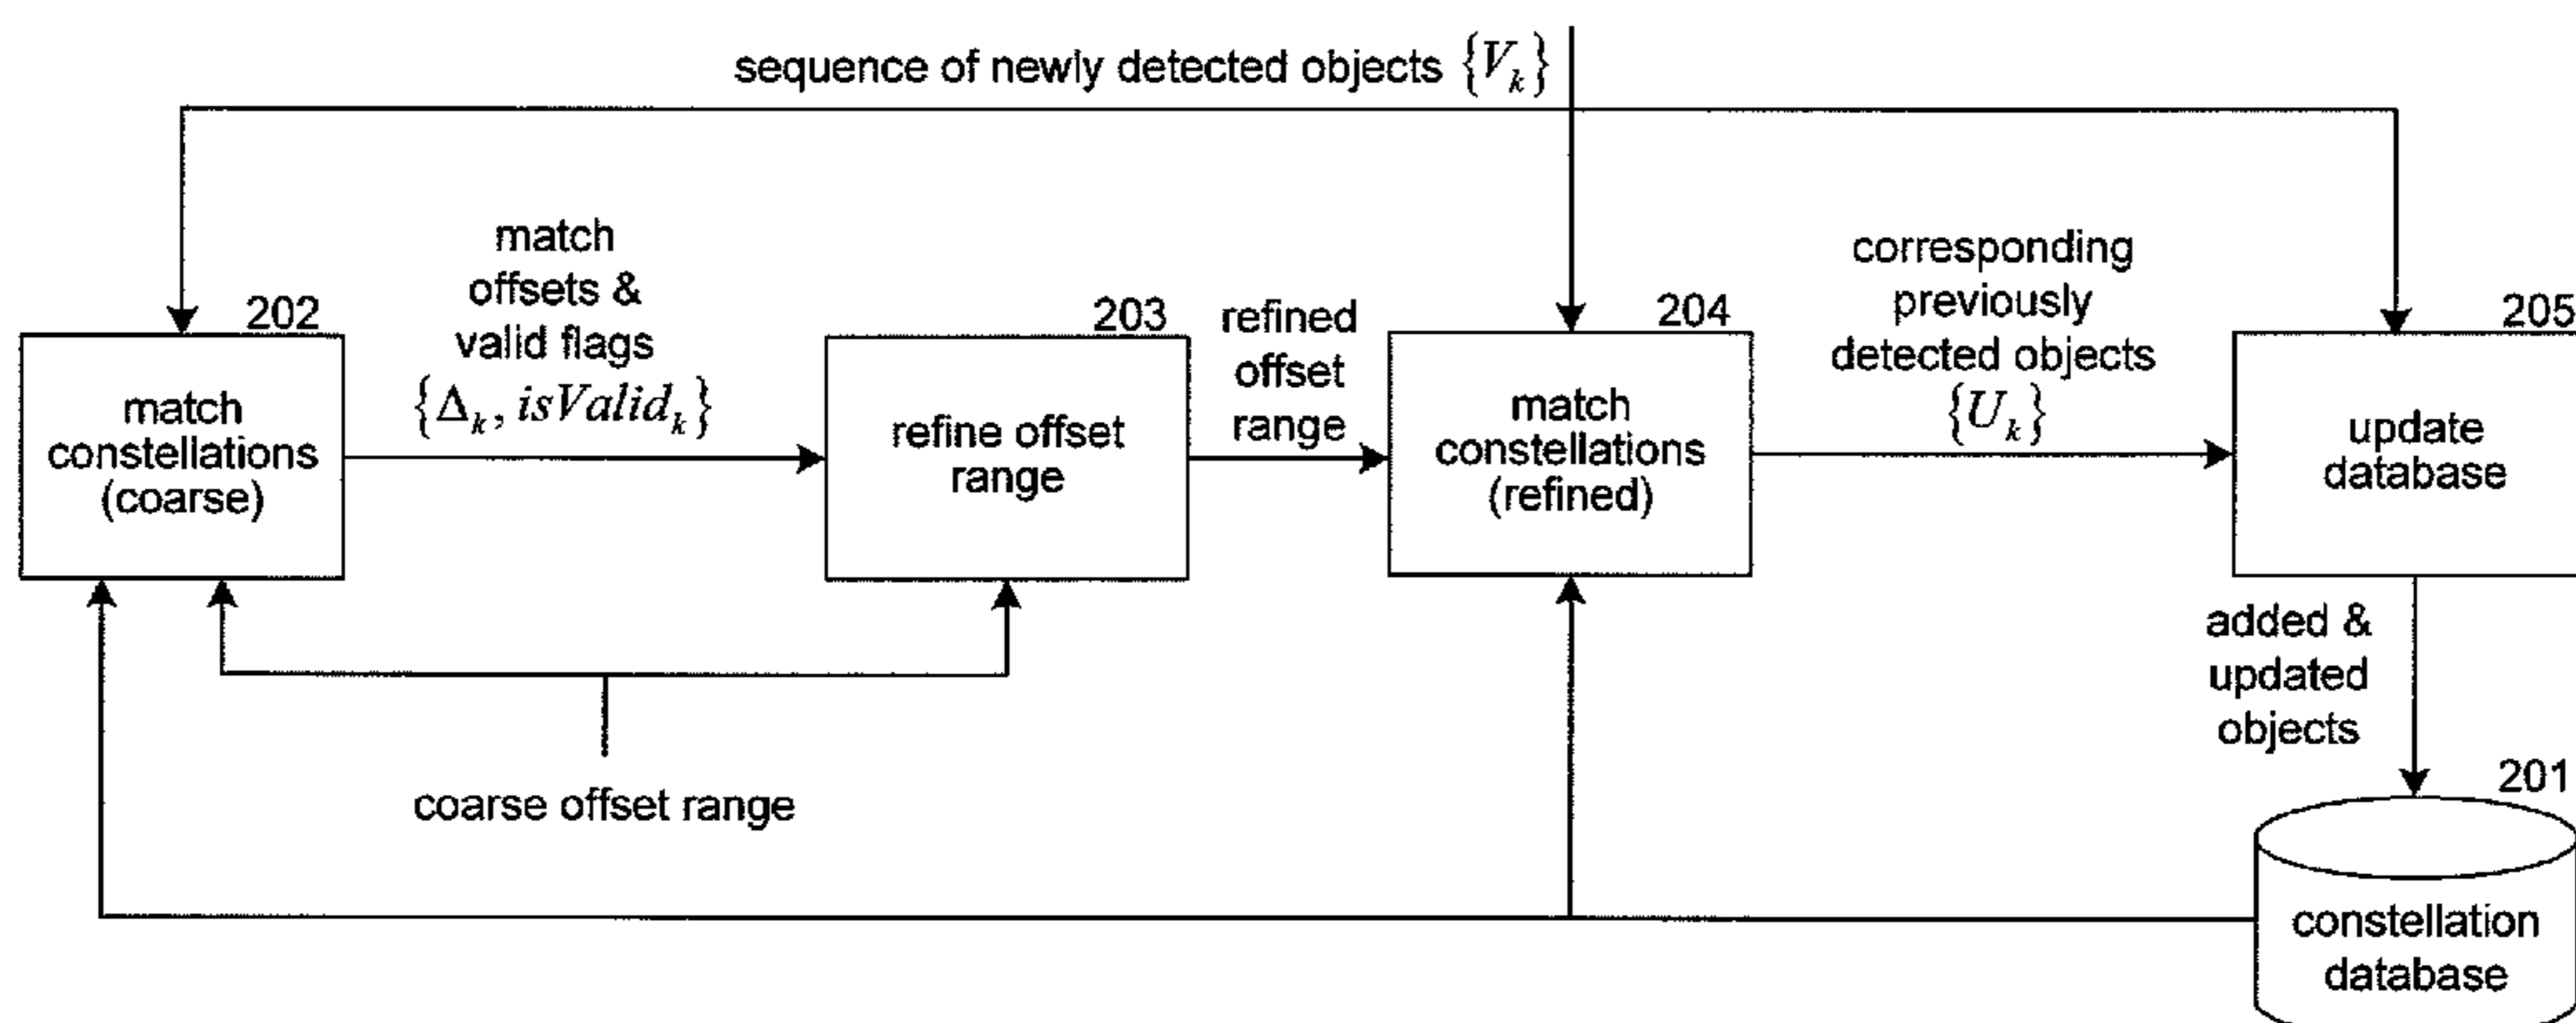 sequence of newly detected objects {V_k}
match
offsets &
valid flags
{Δ_k, isValid_k}
202
match
constellations
(coarse)
203
refine offset
range
refined
offset
range
204
match
constellations
(refined)
corresponding
previously
detected objects
{U_k}
205
update
database
coarse offset range
added &
updated
objects
201
constellation
database